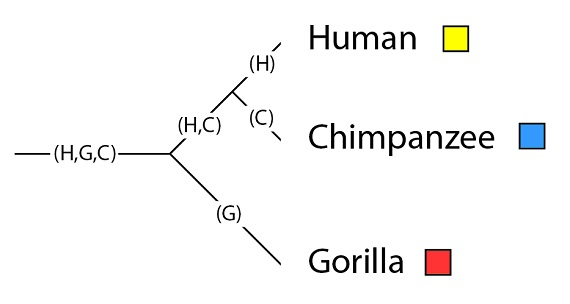 Human
(H)
(H,C)
(C)
Chimpanzee
(H,G,C)
(G)
Gorilla